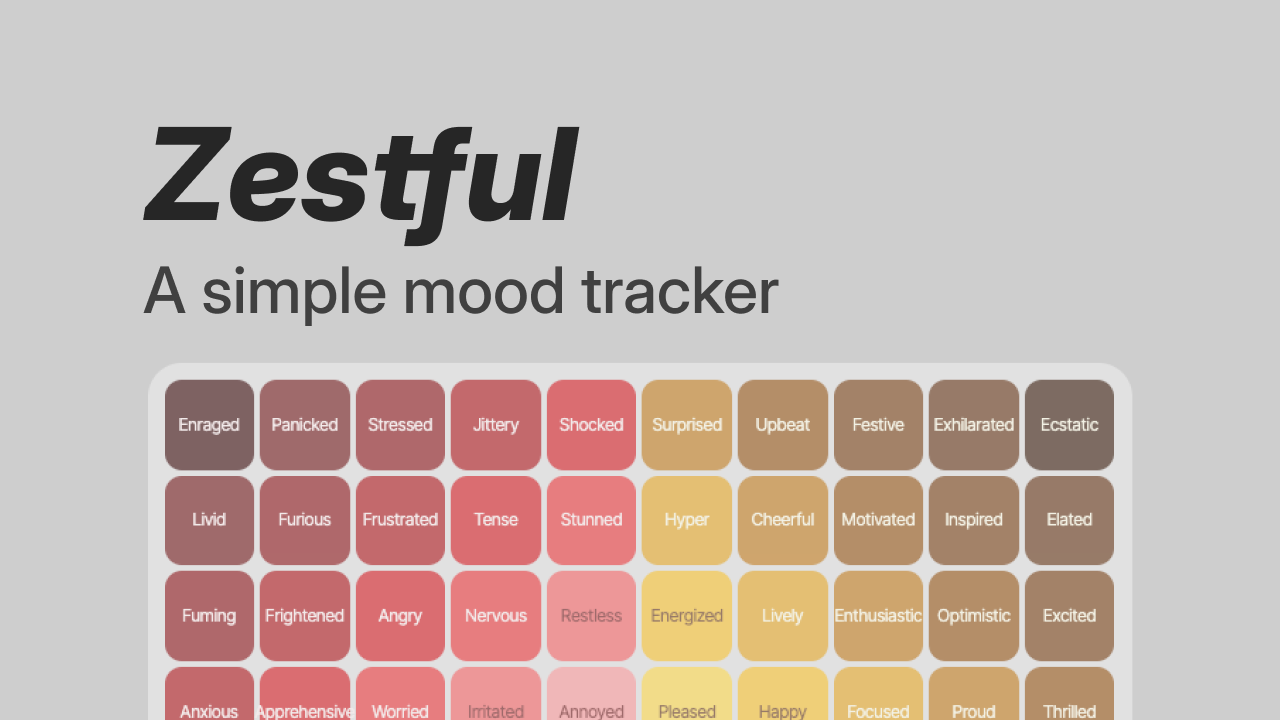 Zestful
A simple mood tracker
Enraged Panicked Stressed Jittery Shocked Surprised Upbeat Festive Exhilarated Ecstatic
Livid Furious Frustrated Tense Stunned Hyper Cheerful Motivated Inspired Elated
Fuming Frightened Angry Nervous Restless Energized Lively Enthusiastic Optimistic Excited
Anxious Apprehensive Worried Irritated Annoyed Pleased Happy Focused Proud Thrilled